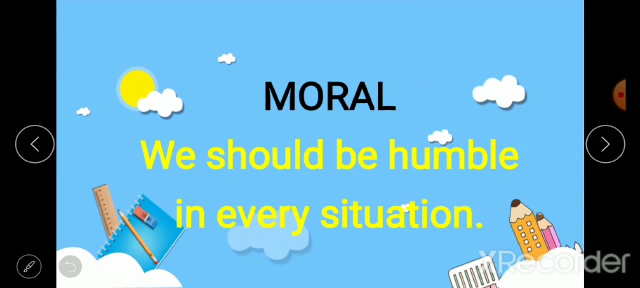 MORAL
We should be humble
in every situation.
XRecorder